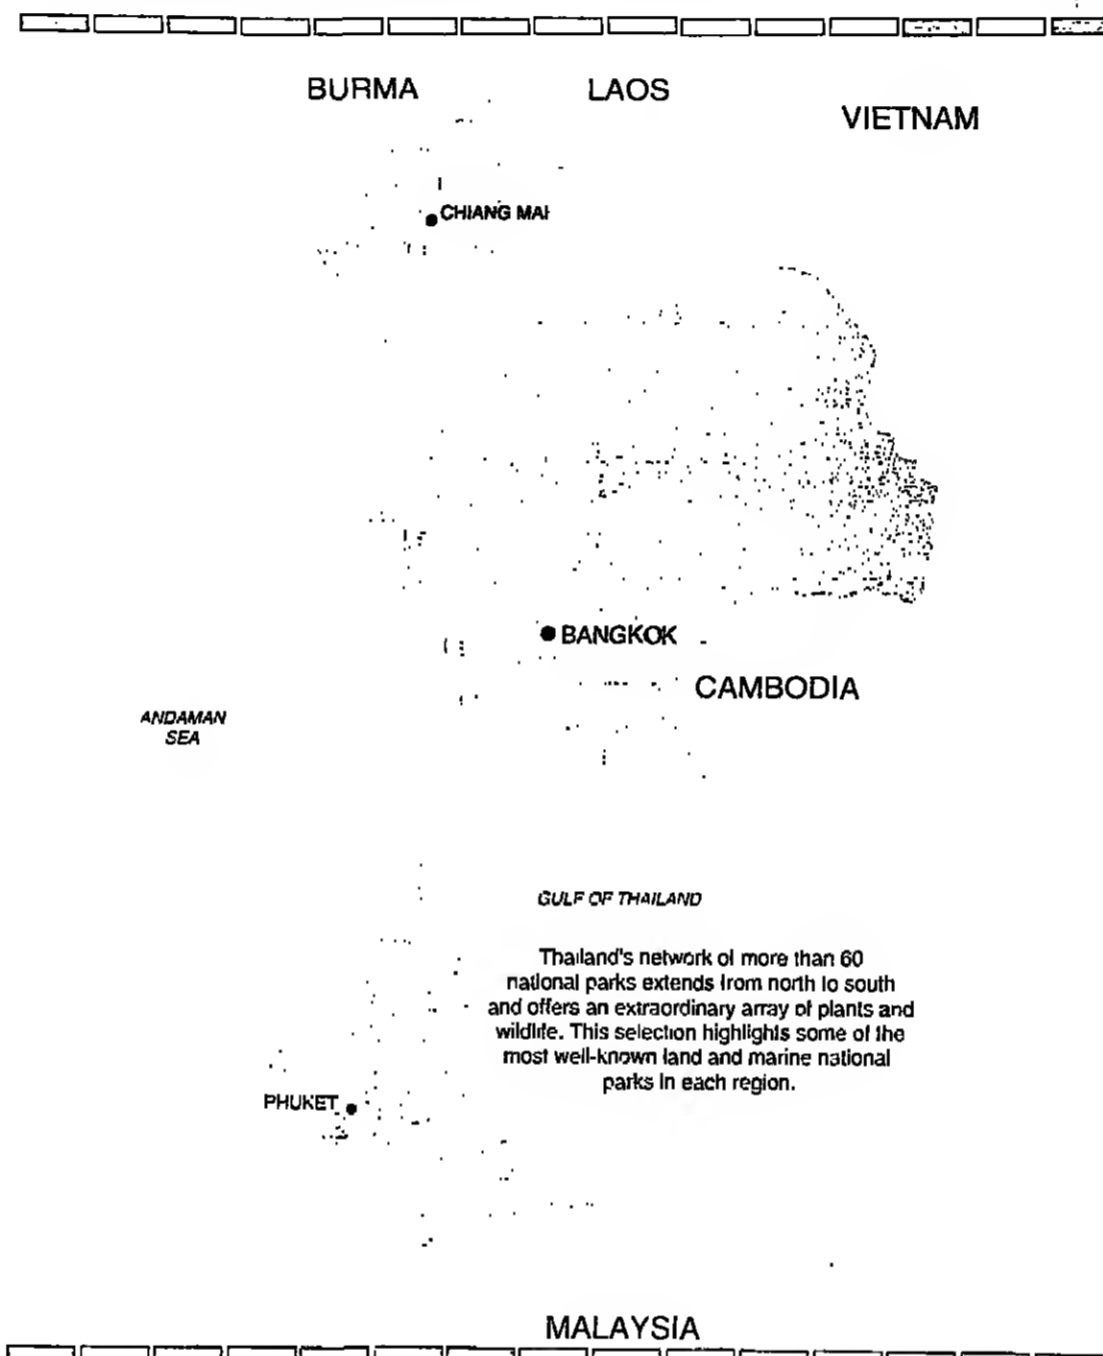 BURMA
LAOS
VIETNAM
CHIANG MAI
BANGKOK
CAMBODIA
ANDAMAN
SEA
GULF OF THAILAND
Thailand's network of more than 60
national parks extends from north to south
and offers an extraordinary array of plants and
wildlife. This selection highlights some of the
most well-known land and marine national
parks in each region.
PHUKET
MALAYSIA